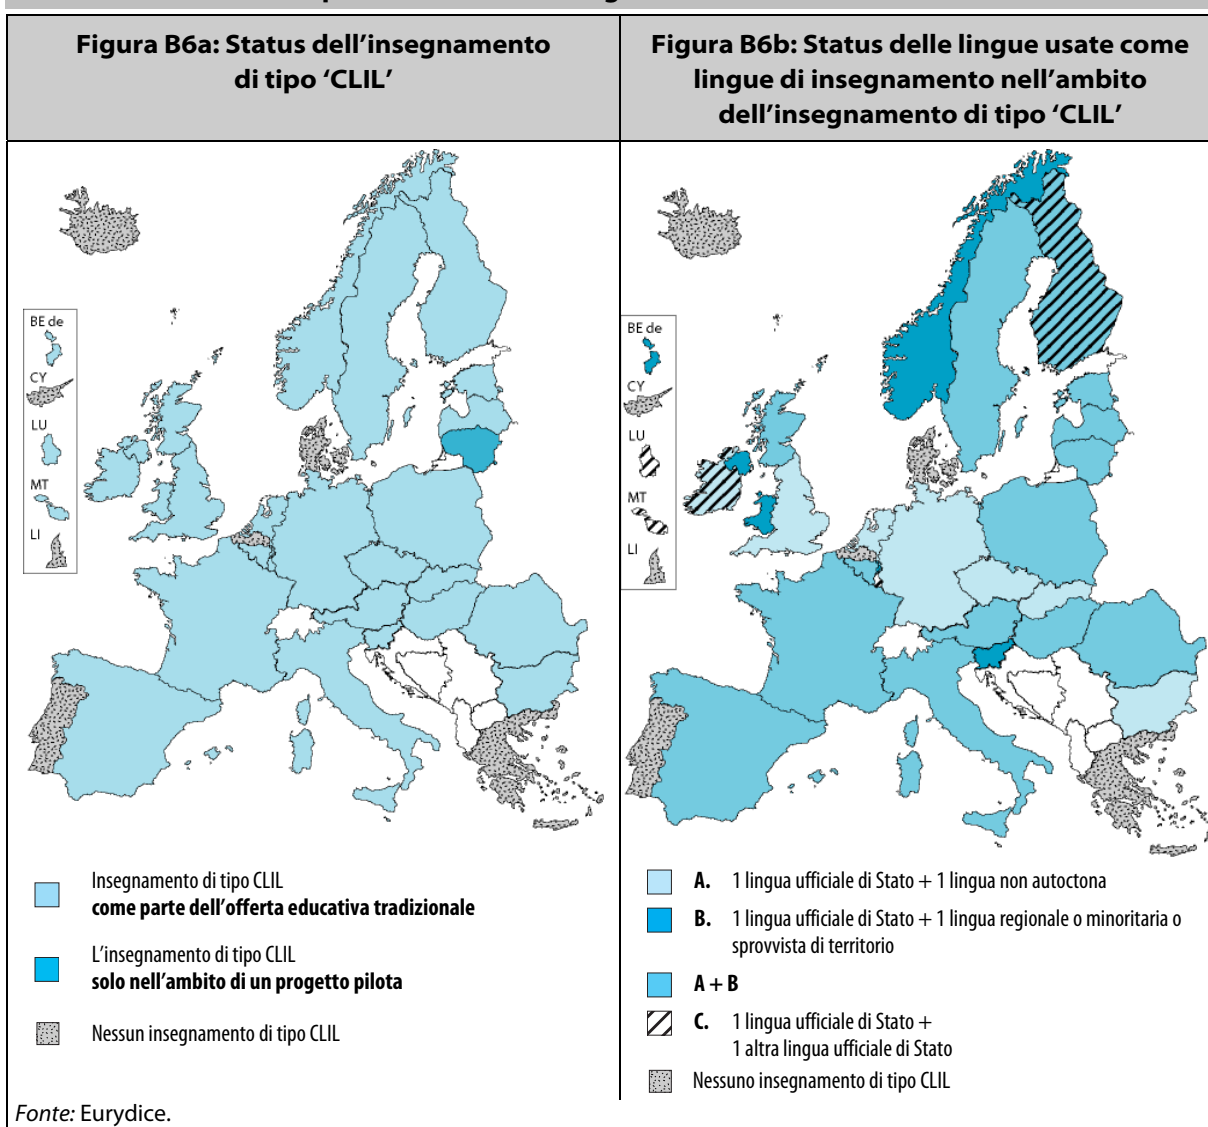 Figura B6a: Status dell’insegnamento
di tipo ‘CLIL’
Figura B6b: Status delle lingue usate come
lingue di insegnamento nell’ambito
dell’insegnamento di tipo ‘CLIL’
BE de
CY
LU
MT
LI
BE de
CY
LU
MT
LI
Insegnamento di tipo CLIL
come parte dell’offerta educativa tradizionale
L’insegnamento di tipo CLIL
solo nell’ambito di un progetto pilota
Nessun insegnamento di tipo CLIL
A. 1 lingua ufficiale di Stato + 1 lingua non autoctona
B. 1 lingua ufficiale di Stato + 1 lingua regionale o minoritaria o
sprovvista di territorio
A + B
C. 1 lingua ufficiale di Stato +
1 altra lingua ufficiale di Stato
Nessuno insegnamento di tipo CLIL
Fonte: Eurydice.